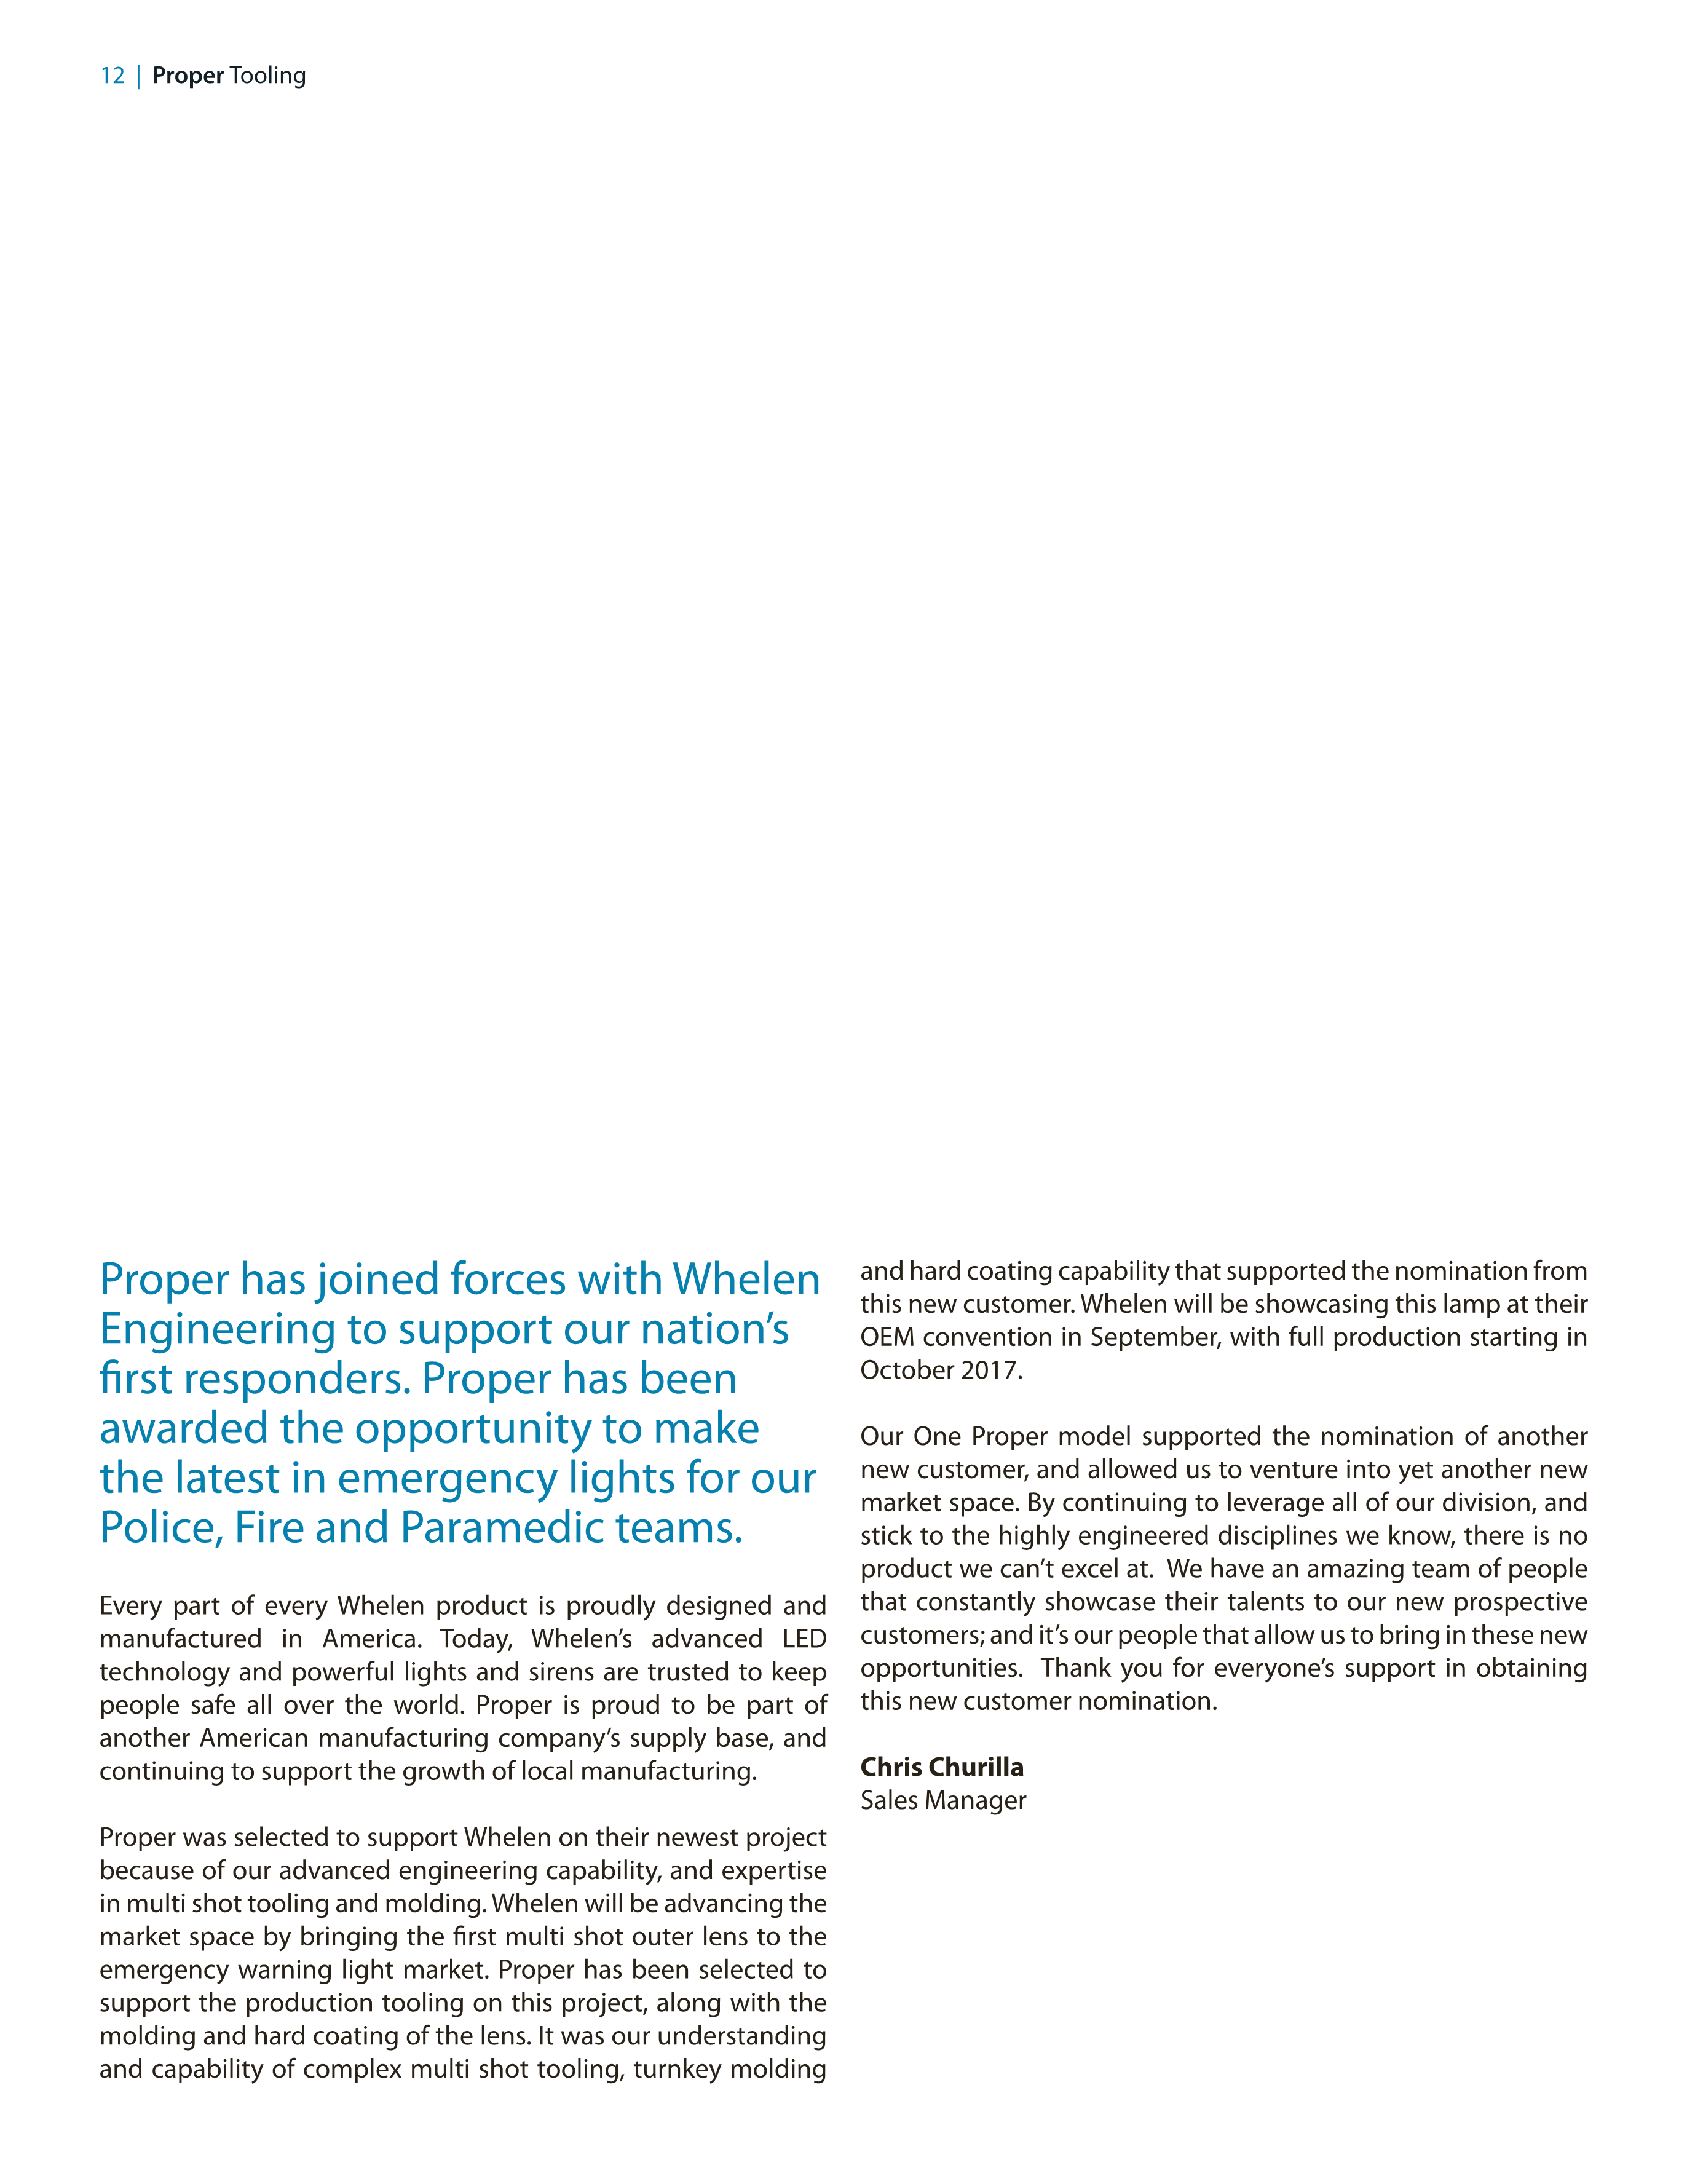 12 | Proper Tooling
Proper has joined forces with Whelen
Engineering to support our nation’s
first responders. Proper has been
awarded the opportunity to make
the latest in emergency lights for our
Police, Fire and Paramedic teams.
Every part of every Whelen product is proudly designed and
manufactured in America. Today, Whelen’s advanced LED
technology and powerful lights and sirens are trusted to keep
people safe all over the world. Proper is proud to be part of
another American manufacturing company’s supply base, and
continuing to support the growth of local manufacturing.
Proper was selected to support Whelen on their newest project
because of our advanced engineering capability, and expertise
in multi shot tooling and molding. Whelen will be advancing the
market space by bringing the first multi shot outer lens to the
emergency warning light market. Proper has been selected to
support the production tooling on this project, along with the
molding and hard coating of the lens. It was our understanding
and capability of complex multi shot tooling, turnkey molding
and hard coating capability that supported the nomination from
this new customer. Whelen will be showcasing this lamp at their
OEM convention in September, with full production starting in
October 2017.
Our One Proper model supported the nomination of another
new customer, and allowed us to venture into yet another new
market space. By continuing to leverage all of our division, and
stick to the highly engineered disciplines we know, there is no
product we can’t excel at.  We have an amazing team of people
that constantly showcase their talents to our new prospective
customers; and it’s our people that allow us to bring in these new
opportunities.  Thank you for everyone’s support in obtaining
this new customer nomination.
Chris Churilla
Sales Manager